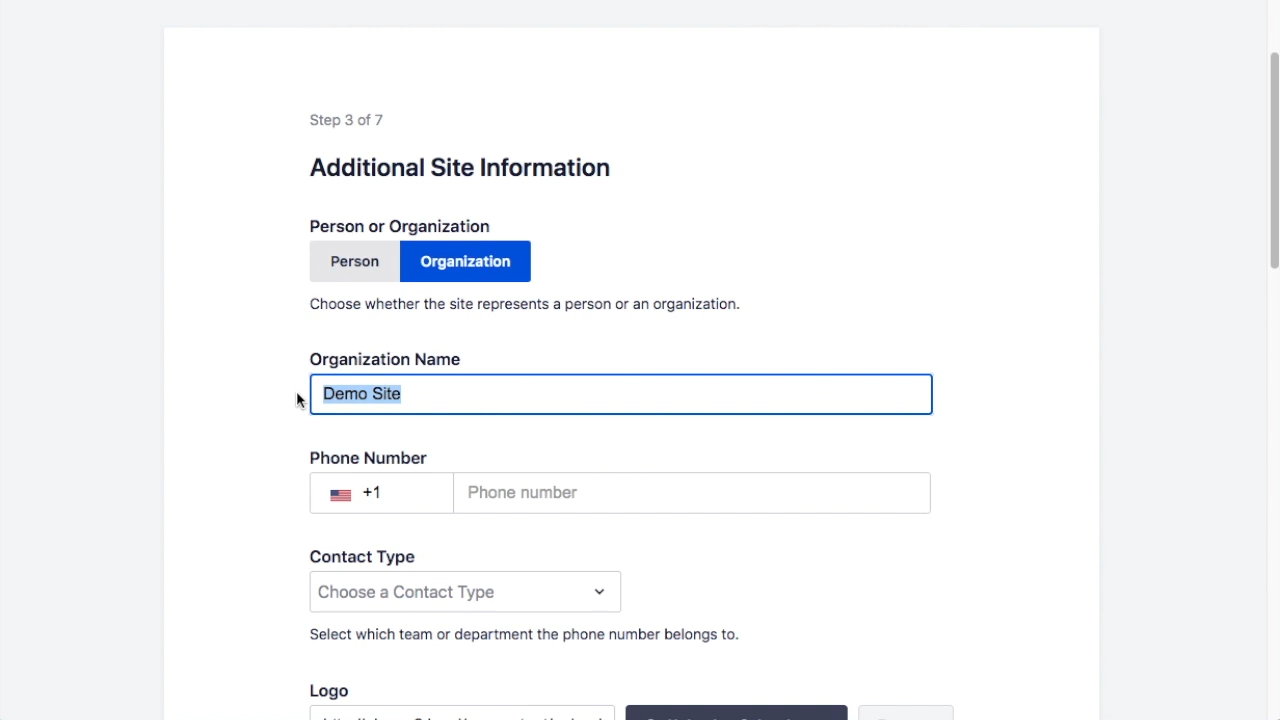 Step 3 of 7
Additional Site Information
Person or Organization
Person Organization
Choose whether the site represents a person or an organization.
Organization Name
Demo Site
Phone Number
+1 Phone number
Contact Type
Choose a Contact Type
Select which team or department the phone number belongs to.
Logo